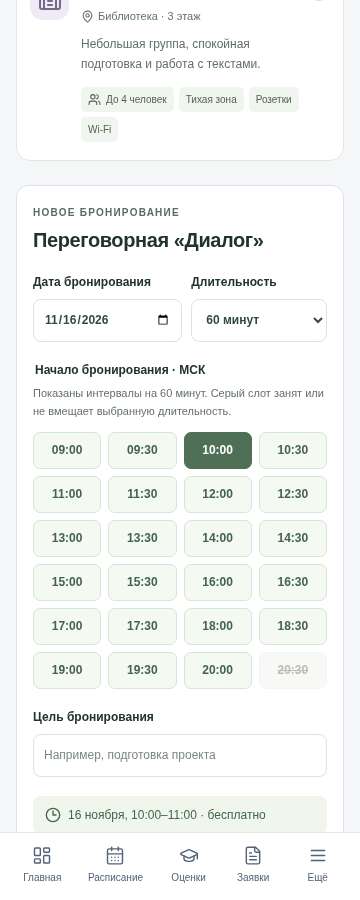 Библиотека · 3 этаж
Небольшая группа, спокойная
подготовка и работа с текстами.
До 4 человек
Тихая зона
Розетки
Wi-Fi
НОВОЕ БРОНИРОВАНИЕ
Переговорная «Диалог»
Дата бронирования
Длительность
11/16/2026
60 минут
Начало бронирования · МСК
Показаны интервалы на 60 минут. Серый слот занят или
не вмещает выбранную длительность.
09:00 09:30 10:00 10:30
11:00 11:30 12:00 12:30
13:00 13:30 14:00 14:30
15:00 15:30 16:00 16:30
17:00 17:30 18:00 18:30
19:00 19:30 20:00 20:30
Цель бронирования
Например, подготовка проекта
16 ноября, 10:00–11:00 · бесплатно
Главная Расписание Оценки Заявки Ещё